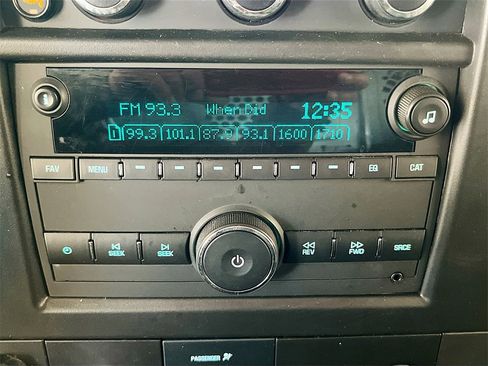 FM 93.3 When Did 12:35
1 99.3 101.1 87.9 93.1 1600 1710
FAV MENU EQ CAT
SEEK SEEK REV FWD SRCE
PASSENGER